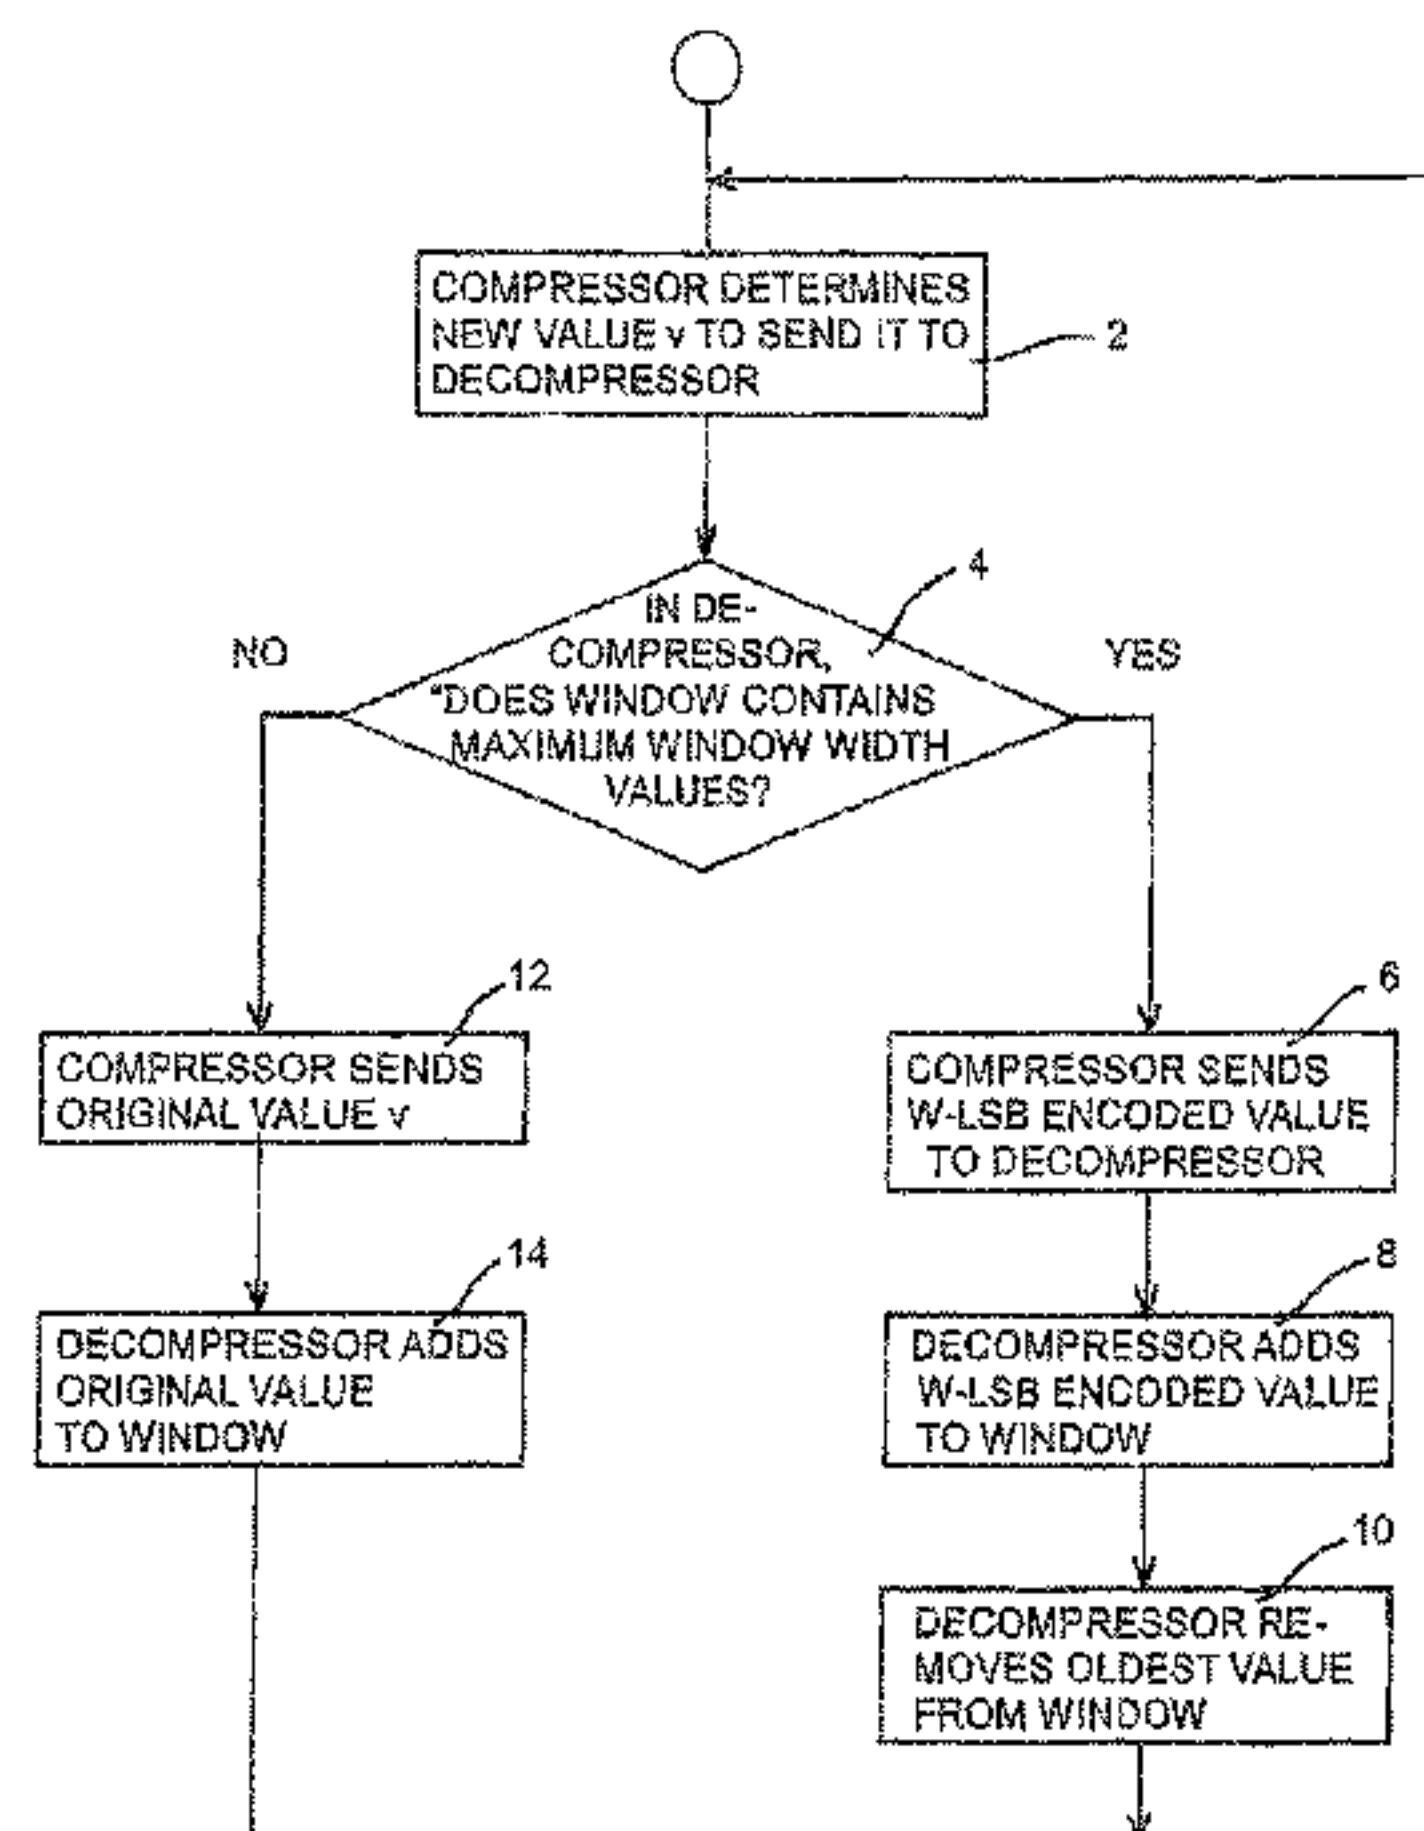 COMPRESSOR DETERMINES
NEW VALUE v TO SEND IT TO
DECOMPRESSOR
2
4
IN DE-
COMPRESSOR,
"DOES WINDOW CONTAINS
MAXIMUM WINDOW WIDTH
VALUES?
NO
YES
12
COMPRESSOR SENDS
ORIGINAL VALUE v
14
DECOMPRESSOR ADDS
ORIGINAL VALUE
TO WINDOW
6
COMPRESSOR SENDS
W-LSB ENCODED VALUE
TO DECOMPRESSOR
8
DECOMPRESSOR ADDS
W-LSB ENCODED VALUE
TO WINDOW
10
DECOMPRESSOR RE-
MOVES OLDEST VALUE
FROM WINDOW